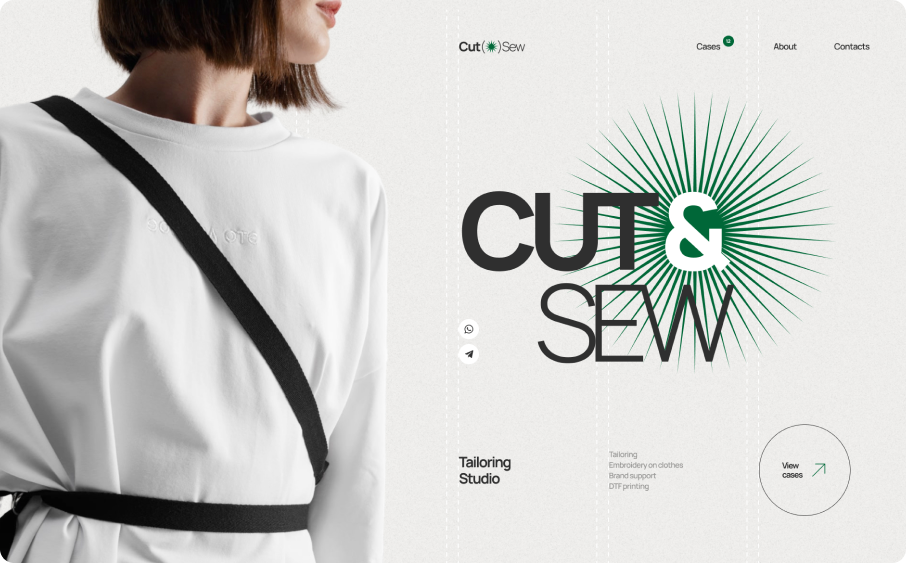 Cut(✺)Sew
Cases 12
About
Contacts
CUT&
SEW
Tailoring
Studio
Tailoring
Embroidery on clothes
Brand support
DTF printing
View
cases